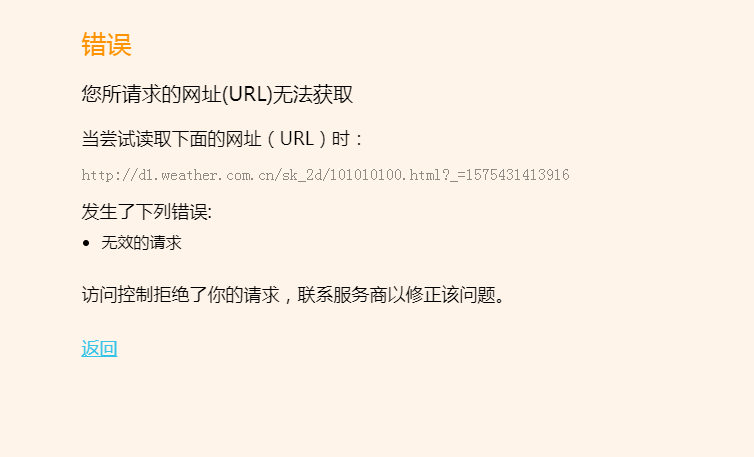 错误
您所请求的网址(URL)无法获取
当尝试读取下面的网址（URL）时：
http://d1.weather.com.cn/sk_2d/101010100.html?_=1575431413916
发生了下列错误:
• 无效的请求
访问控制拒绝了你的请求，联系服务商以修正该问题。
返回